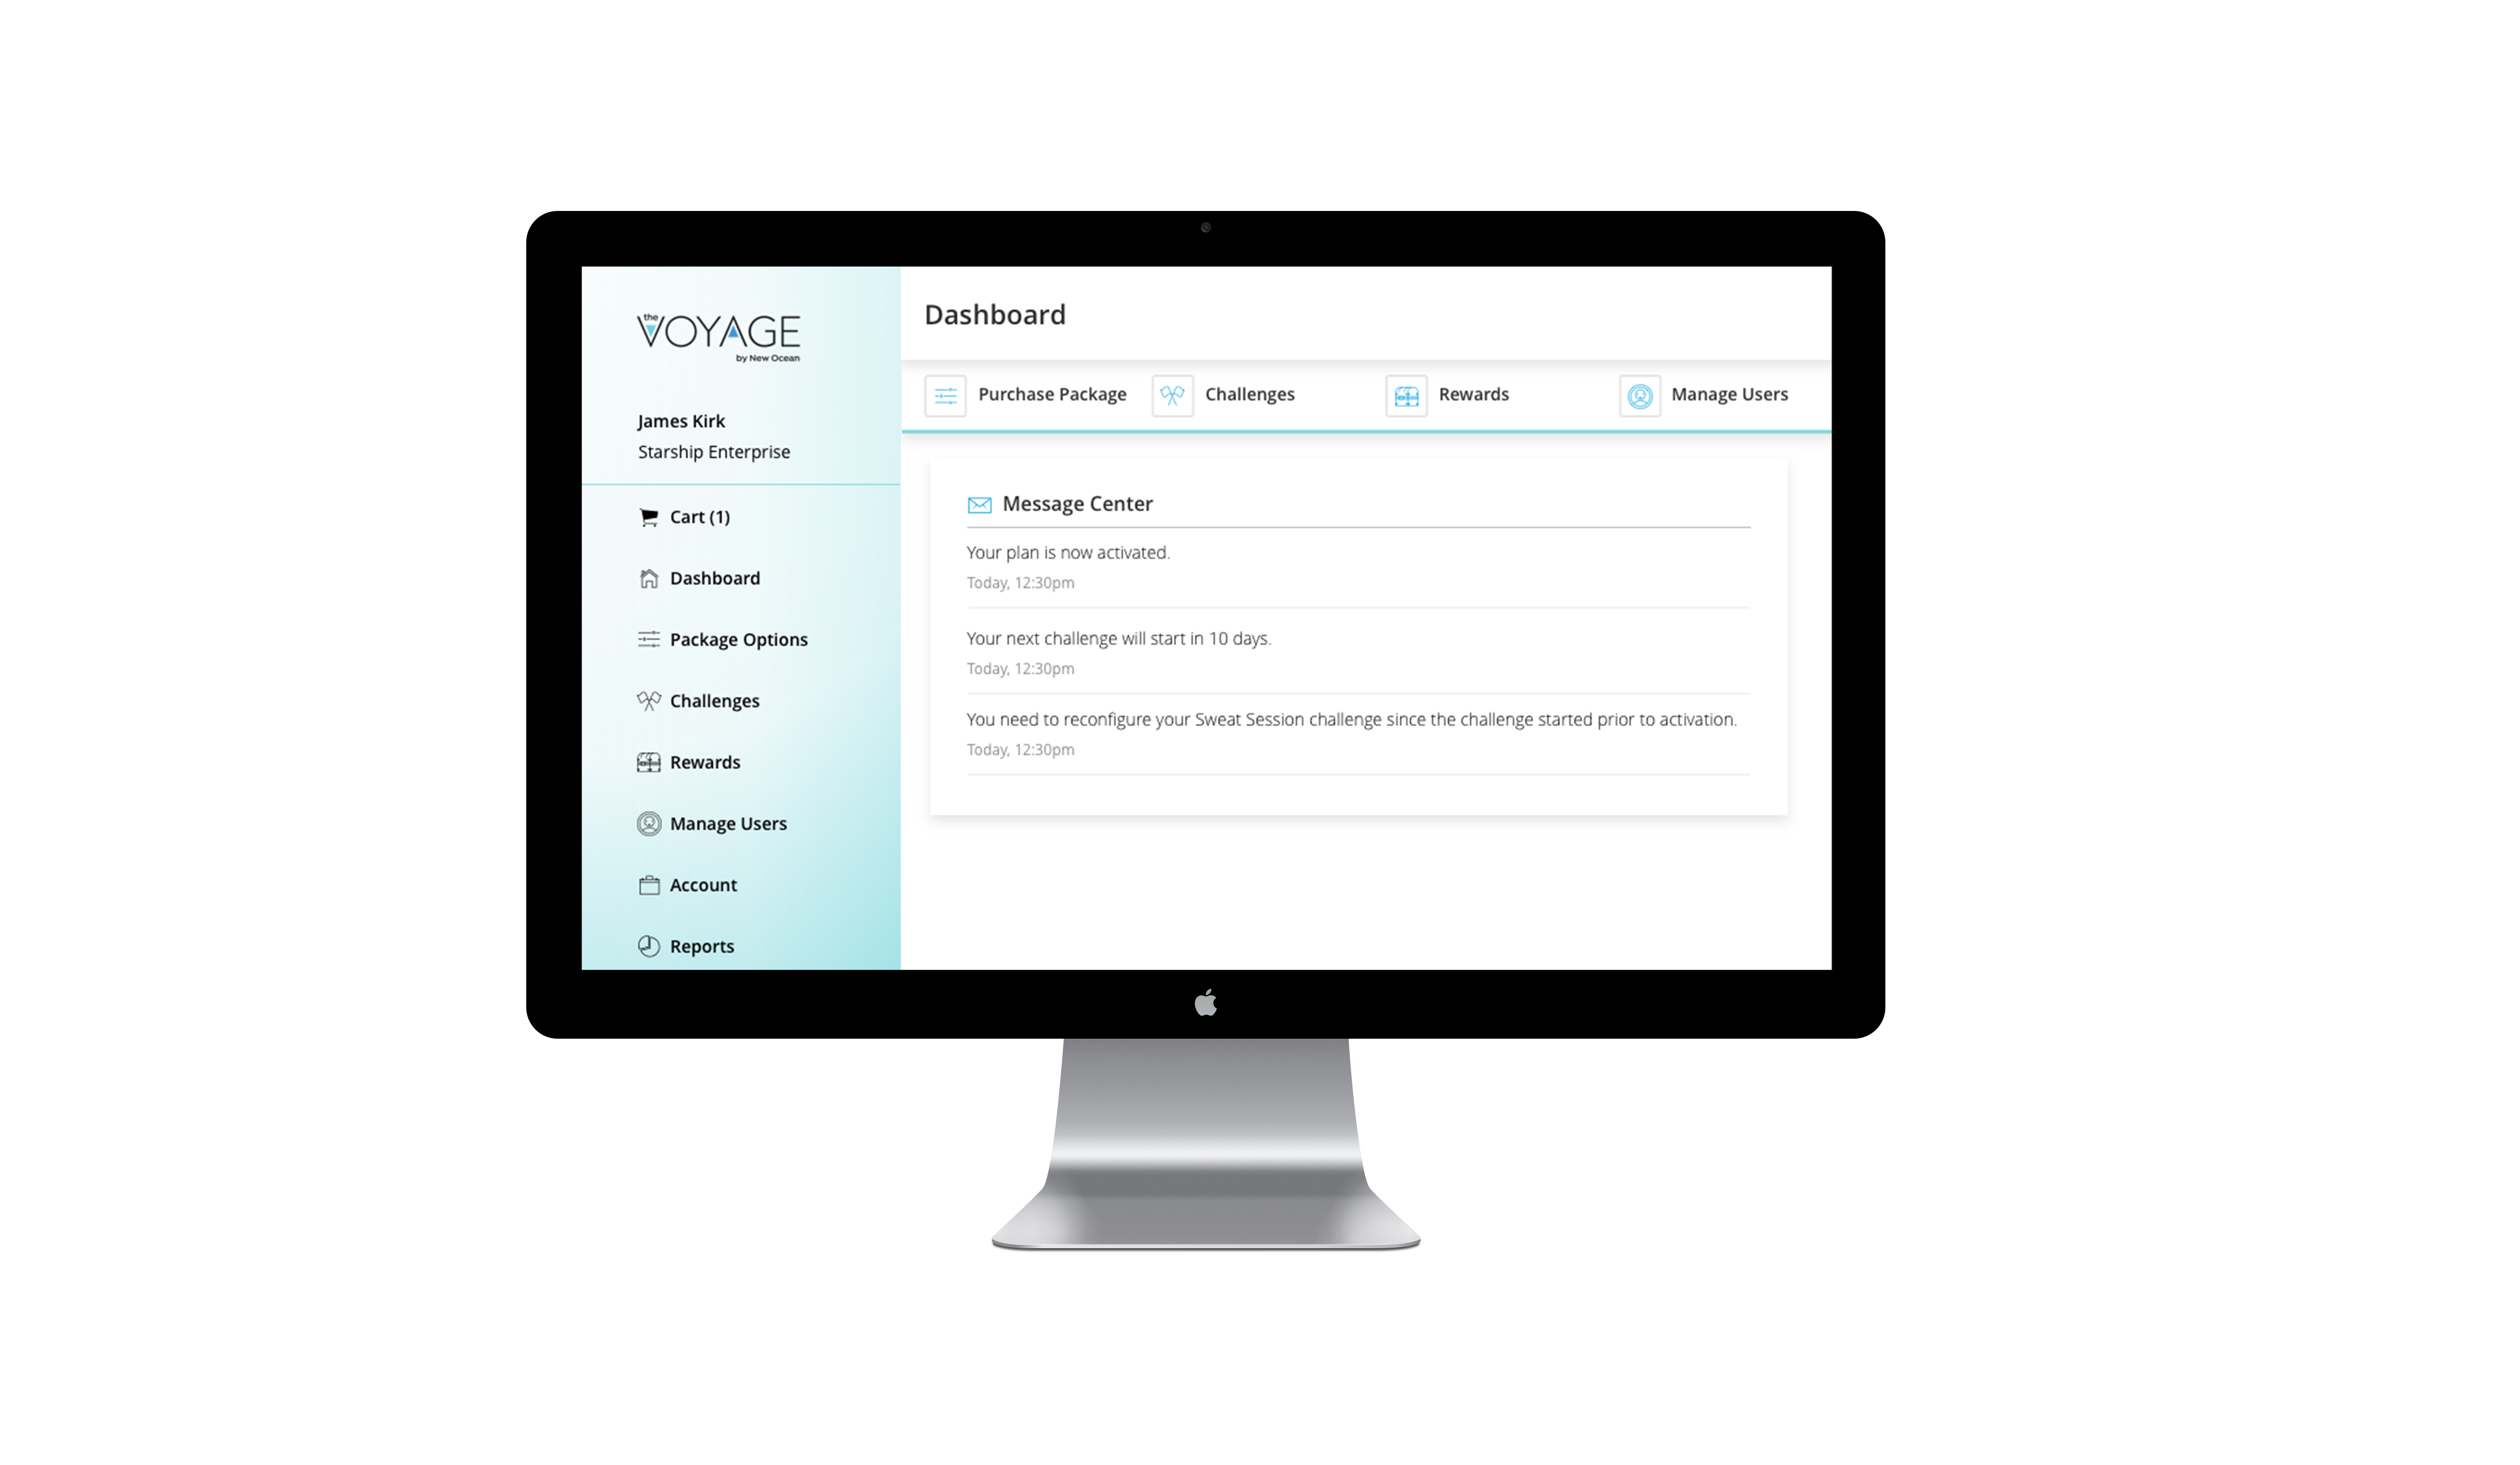 the
VOYAGE
by New Ocean
James Kirk
Starship Enterprise
Cart (1)
Dashboard
Package Options
Challenges
Rewards
Manage Users
Account
Reports
Dashboard
Purchase Package
Challenges
Rewards
Manage Users
Message Center
Your plan is now activated.
Today, 12:30pm
Your next challenge will start in 10 days.
Today, 12:30pm
You need to reconfigure your Sweat Session challenge since the challenge started prior to activation.
Today, 12:30pm